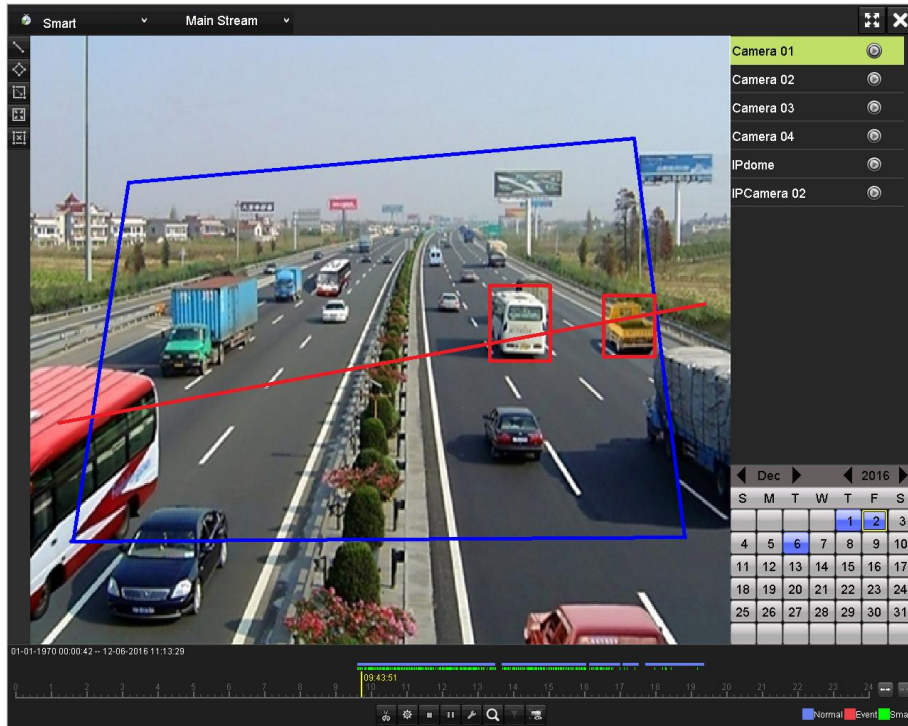 Smart
Main Stream
Camera 01
Camera 02
Camera 03
Camera 04
IPdome
IPCamera 02
Dec 2016
S M T W T F S
1 2 3
4 5 6 7 8 9 10
11 12 13 14 15 16 17
18 19 20 21 22 23 24
25 26 27 28 29 30 31
01-01-1970 00:00:42 -- 12-06-2016 11:13:29
09:43:51
0 1 2 3 4 5 6 7 8 9 10 11 12 13 14 15 16 17 18 19 20 21 22 23 24
Normal Event Sma